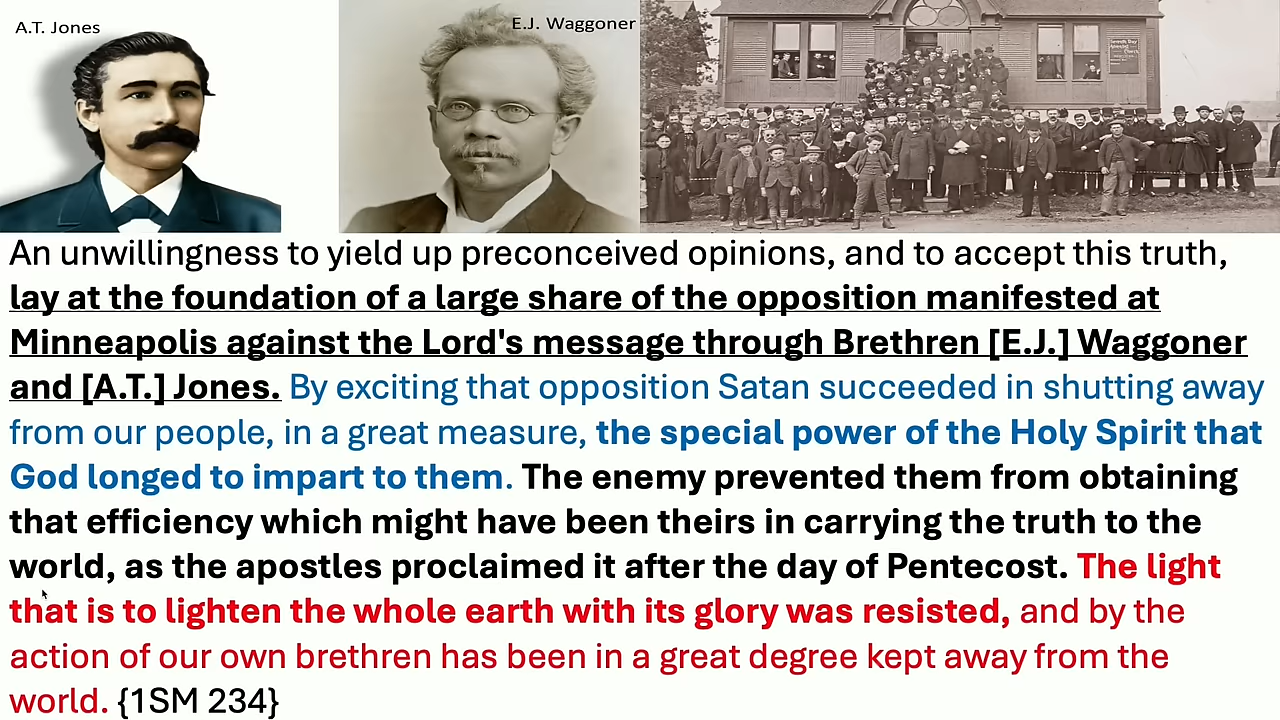 A.T. Jones
E.J. Waggoner
An unwillingness to yield up preconceived opinions, and to accept this truth,
lay at the foundation of a large share of the opposition manifested at
Minneapolis against the Lord's message through Brethren [E.J.] Waggoner
and [A.T.] Jones. By exciting that opposition Satan succeeded in shutting away
from our people, in a great measure, the special power of the Holy Spirit that
God longed to impart to them. The enemy prevented them from obtaining
that efficiency which might have been theirs in carrying the truth to the
world, as the apostles proclaimed it after the day of Pentecost. The light
that is to lighten the whole earth with its glory was resisted, and by the
action of our own brethren has been in a great degree kept away from the
world. {1SM 234}